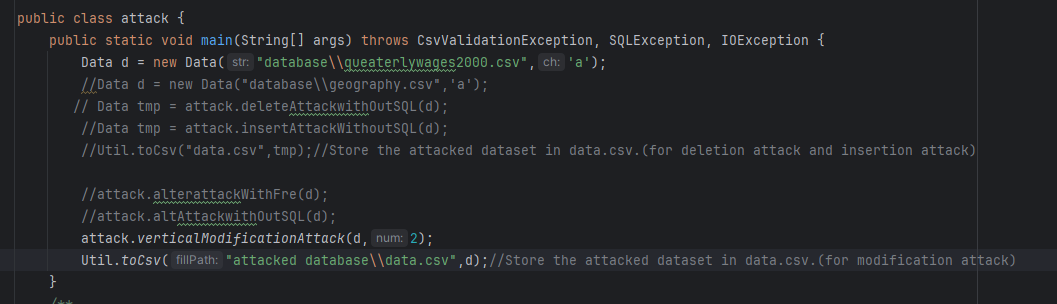 public class attack {
public static void main(String[] args) throws CsvValidationException, SQLException, IOException {
Data d = new Data( str: "database\\queaterlywages2000.csv", ch: 'a');
//Data d = new Data("database\\geography.csv",'a');
// Data tmp = attack.deleteAttackwithOutSQL(d);
//Data tmp = attack.insertAttackWithoutSQL(d);
//Util.toCsv("data.csv",tmp);//Store the attacked dataset in data.csv.(for deletion attack and insertion attack)
//attack.alterattackWithFre(d);
//attack.altAttackwithOutSQL(d);
attack.verticalModificationAttack(d, num: 2);
Util.toCsv( fillPath: "attacked database\\data.csv",d);//Store the attacked dataset in data.csv.(for modification attack)
}
/**